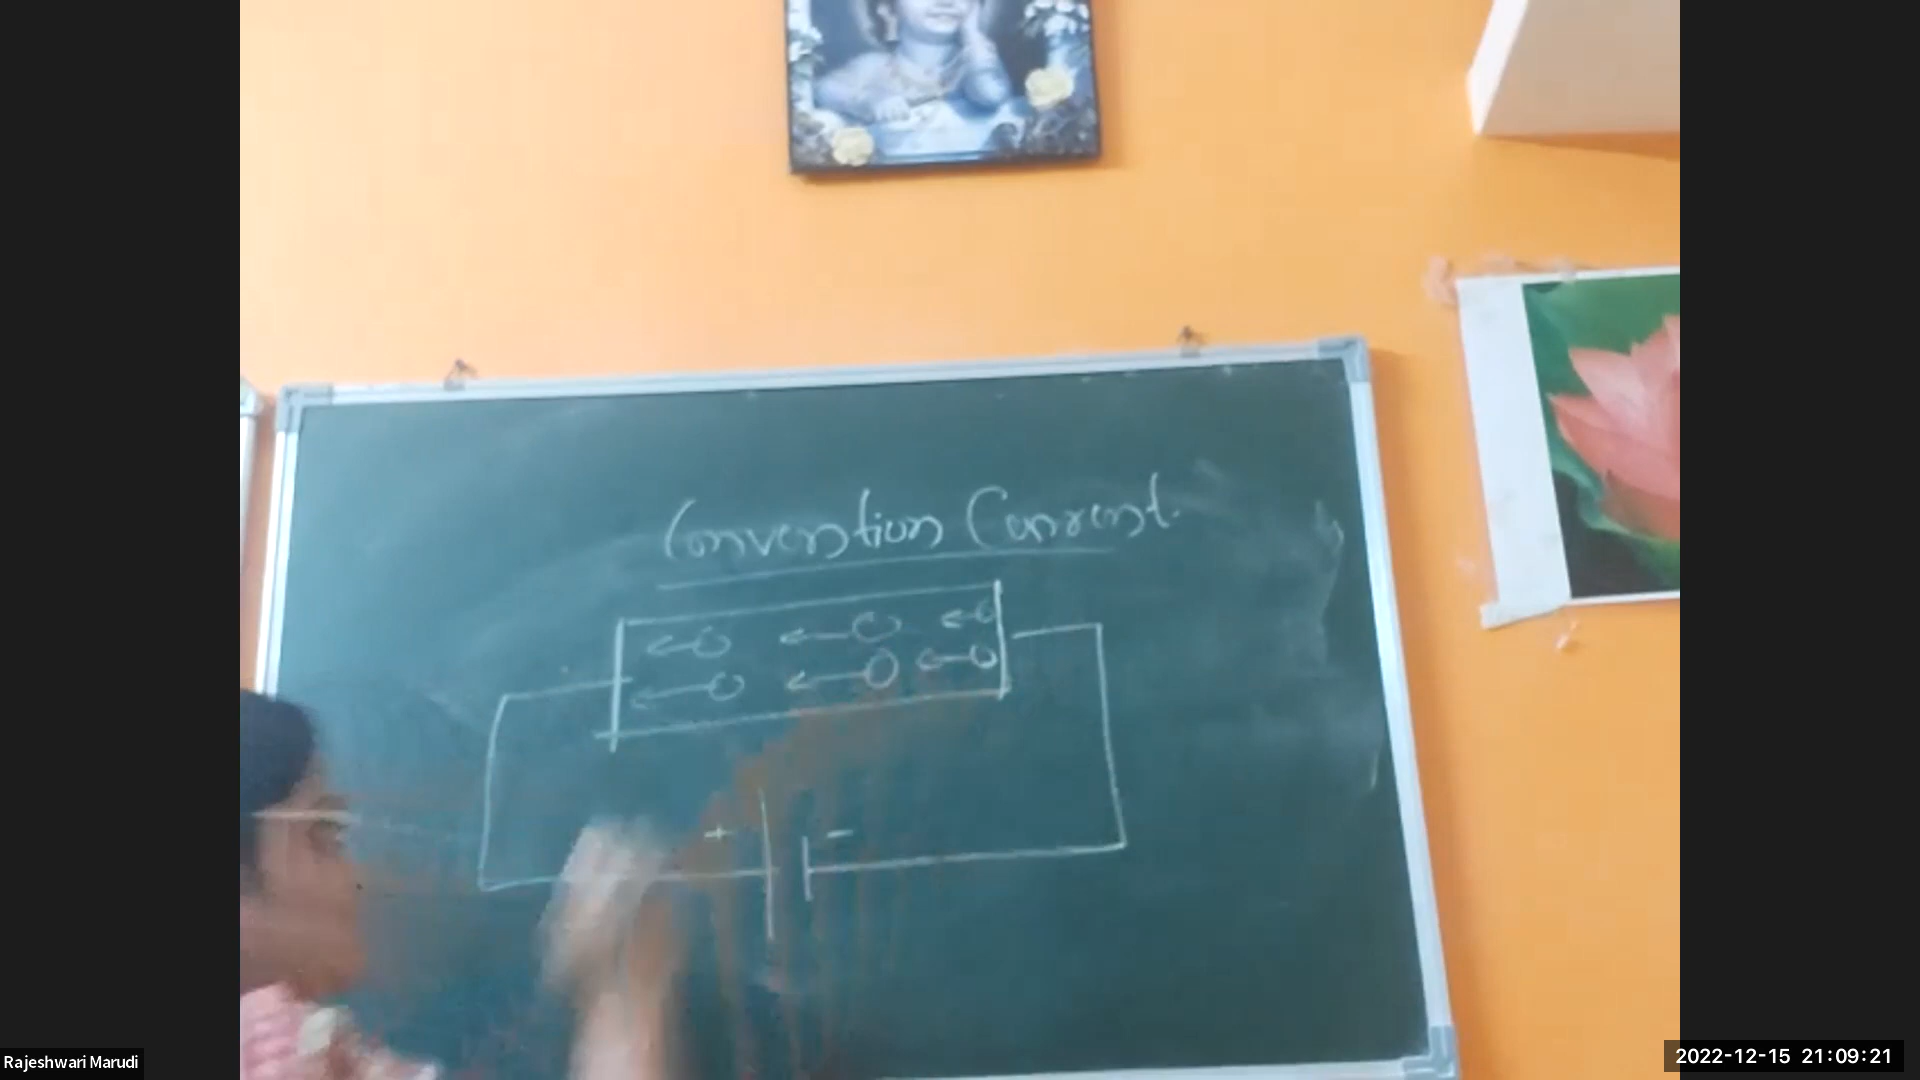 Convention Current.
+ -
Rajeshwari Marudi
2022-12-15 21:09:21